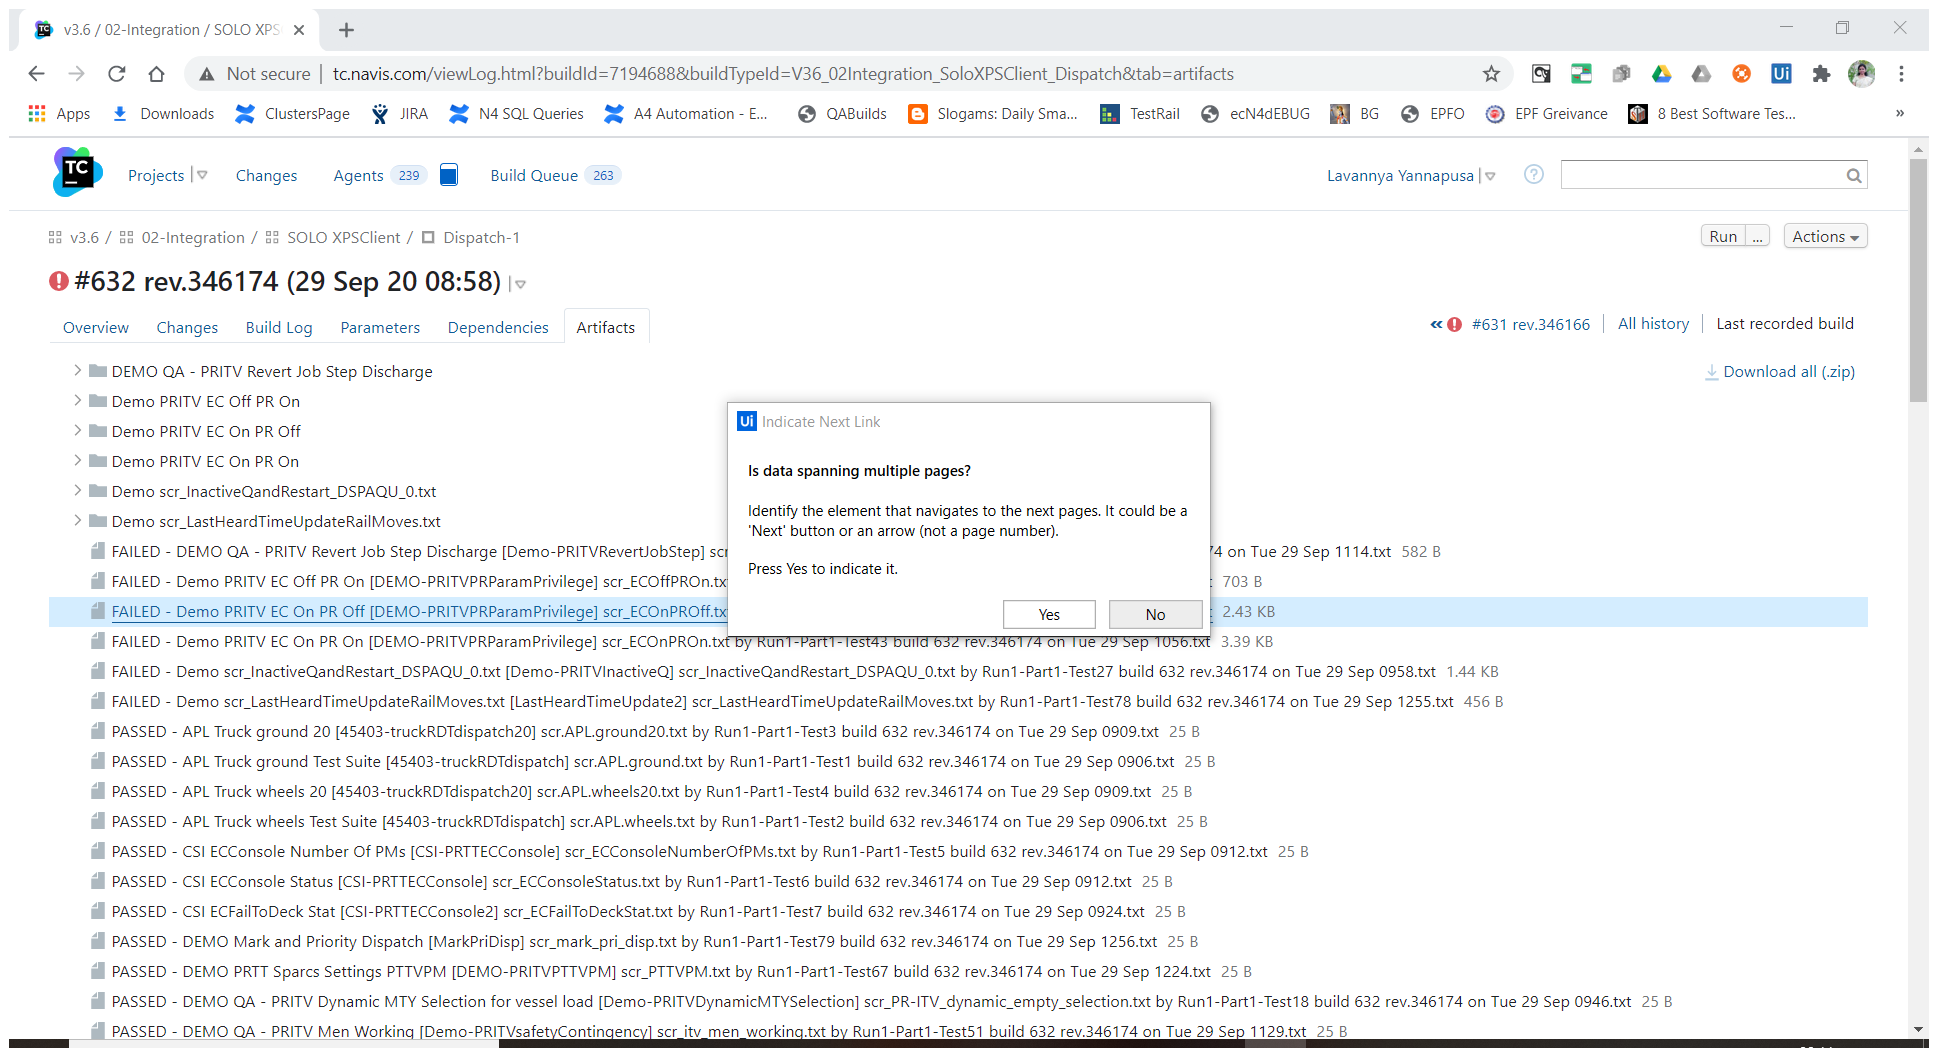 v3.6 / 02-Integration / SOLO XPS
Not secure | tc.navis.com/viewLog.html?buildId=7194688&buildTypeId=V36_02Integration_SoloXPSClient_Dispatch&tab=artifacts
Apps Downloads ClustersPage JIRA N4 SQL Queries A4 Automation - E... QABuilds Slogams: Daily Sma... TestRail ecN4dEBUG BG EPFO EPF Greivance 8 Best Software Tes... »
TC Projects Changes Agents 239 Build Queue 263 Lavannya Yannapusa ?
v3.6 / 02-Integration / SOLO XPSClient / Dispatch-1 Run ... Actions
#632 rev.346174 (29 Sep 20 08:58)
Overview Changes Build Log Parameters Dependencies Artifacts « #631 rev.346166 All history Last recorded build
DEMO QA - PRITV Revert Job Step Discharge Download all (.zip)
Demo PRITV EC Off PR On
Demo PRITV EC On PR Off
Demo PRITV EC On PR On
Demo scr_InactiveQandRestart_DSPAQU_0.txt
Demo scr_LastHeardTimeUpdateRailMoves.txt
Ui Indicate Next Link
Is data spanning multiple pages?
Identify the element that navigates to the next pages. It could be a
'Next' button or an arrow (not a page number).
Press Yes to indicate it.
Yes No
FAILED - DEMO QA - PRITV Revert Job Step Discharge [Demo-PRITVRevertJobStep] scr 74 on Tue 29 Sep 1114.txt 582 B
FAILED - Demo PRITV EC Off PR On [DEMO-PRITVPRParamPrivilege] scr_ECOffPROn.tx 703 B
FAILED - Demo PRITV EC On PR Off [DEMO-PRITVPRParamPrivilege] scr_ECOnPROff.tx 2.43 KB
FAILED - Demo PRITV EC On PR On [DEMO-PRITVPRParamPrivilege] scr_ECOnPROn.txt by Run1-Part1-Test43 build 632 rev.346174 on Tue 29 Sep 1056.txt 3.39 KB
FAILED - Demo scr_InactiveQandRestart_DSPAQU_0.txt [Demo-PRITVInactiveQ] scr_InactiveQandRestart_DSPAQU_0.txt by Run1-Part1-Test27 build 632 rev.346174 on Tue 29 Sep 0958.txt 1.44 KB
FAILED - Demo scr_LastHeardTimeUpdateRailMoves.txt [LastHeardTimeUpdate2] scr_LastHeardTimeUpdateRailMoves.txt by Run1-Part1-Test78 build 632 rev.346174 on Tue 29 Sep 1255.txt 456 B
PASSED - APL Truck ground 20 [45403-truckRDTdispatch20] scr.APL.ground20.txt by Run1-Part1-Test3 build 632 rev.346174 on Tue 29 Sep 0909.txt 25 B
PASSED - APL Truck ground Test Suite [45403-truckRDTdispatch] scr.APL.ground.txt by Run1-Part1-Test1 build 632 rev.346174 on Tue 29 Sep 0906.txt 25 B
PASSED - APL Truck wheels 20 [45403-truckRDTdispatch20] scr.APL.wheels20.txt by Run1-Part1-Test4 build 632 rev.346174 on Tue 29 Sep 0909.txt 25 B
PASSED - APL Truck wheels Test Suite [45403-truckRDTdispatch] scr.APL.wheels.txt by Run1-Part1-Test2 build 632 rev.346174 on Tue 29 Sep 0906.txt 25 B
PASSED - CSI ECConsole Number Of PMs [CSI-PRTTECConsole] scr_ECConsoleNumberOfPMs.txt by Run1-Part1-Test5 build 632 rev.346174 on Tue 29 Sep 0912.txt 25 B
PASSED - CSI ECConsole Status [CSI-PRTTECConsole] scr_ECConsoleStatus.txt by Run1-Part1-Test6 build 632 rev.346174 on Tue 29 Sep 0912.txt 25 B
PASSED - CSI ECFailToDeck Stat [CSI-PRTTECConsole2] scr_ECFailToDeckStat.txt by Run1-Part1-Test7 build 632 rev.346174 on Tue 29 Sep 0924.txt 25 B
PASSED - DEMO Mark and Priority Dispatch [MarkPriDisp] scr_mark_pri_disp.txt by Run1-Part1-Test79 build 632 rev.346174 on Tue 29 Sep 1256.txt 25 B
PASSED - DEMO PRTT Sparcs Settings PTTVPM [DEMO-PRITVPTTVPM] scr_PTTVPM.txt by Run1-Part1-Test67 build 632 rev.346174 on Tue 29 Sep 1224.txt 25 B
PASSED - DEMO QA - PRITV Dynamic MTY Selection for vessel load [Demo-PRITVDynamicMTYSelection] scr_PR-ITV_dynamic_empty_selection.txt by Run1-Part1-Test18 build 632 rev.346174 on Tue 29 Sep 0946.txt 25 B
PASSED - DEMO QA - PRITV Men Working [Demo-PRITVsafetyContingency] scr_itv_men_working.txt by Run1-Part1-Test51 build 632 rev.346174 on Tue 29 Sep 1129.txt 25 B